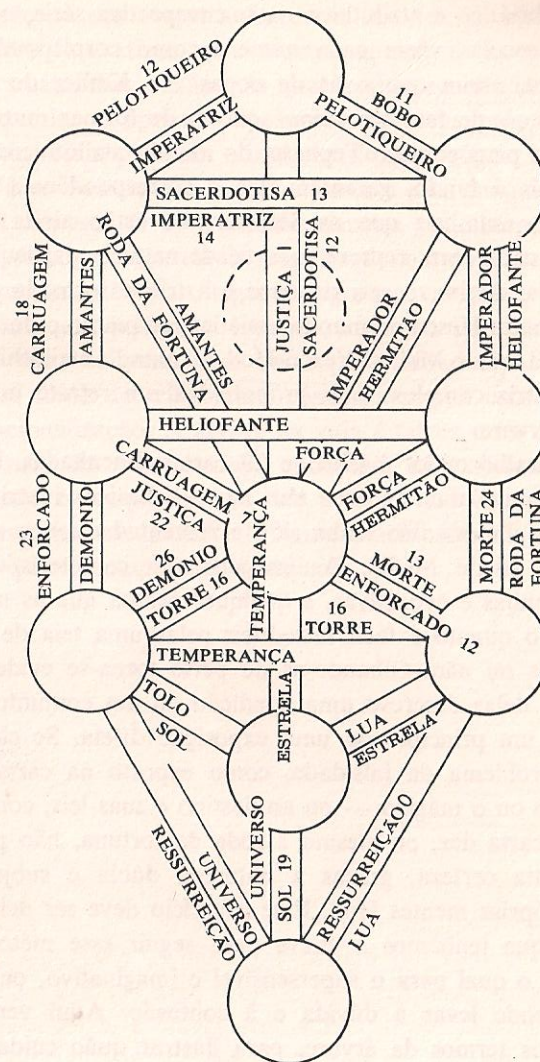 12
PELOTIQUEIRO
IMPERATRIZ
11
BOBO
PELOTIQUEIRO
SACERDOTISA 13
IMPERATRIZ
14
18
CARRUAGEM
AMANTES
RODA DA FORTUNA
AMANTES
JUSTIÇA
SACERDOTISA
12
IMPERADOR
HERMITÃO
IMPERADOR
HELIOFANTE
HELIOFANTE
FORÇA
23
ENFORCADO
DEMONIO
CARRUAGEM
JUSTIÇA
22
FORÇA
HERMITÃO
TEMPERANÇA
26
DEMÔNIO
TORRE 16
13
MORTE
ENFORCADO 12
MORTE 24
RODA DA
FORTUNA
16
TORRE
TEMPERANÇA
TOLO
SOL
ESTRELA
LUA
ESTRELA
UNIVERSO
RESSURREIÇÃO
UNIVERSO
SOL 19
RESSURREIÇÃO0
LUA